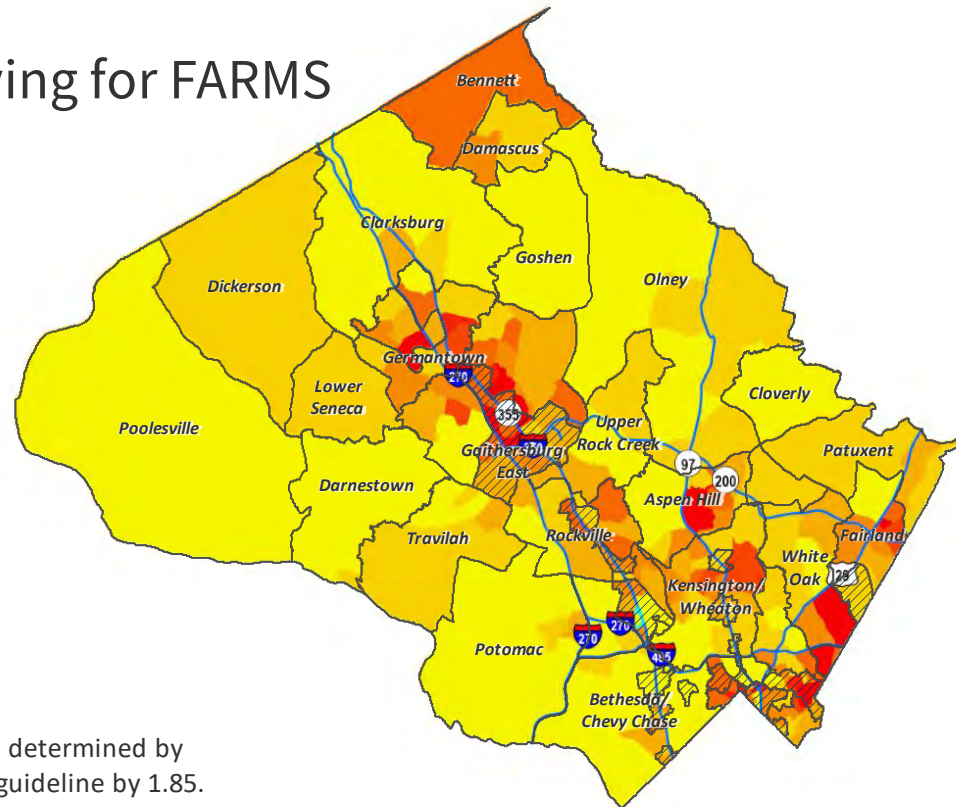 ving for FARMS
Bennett
Damascus
Clarksburg
Goshen
Olney
Dickerson
Germantown
270
Lower
Seneca
Cloverly
355
Poolesville
Upper
Rock Creek
Patuxent
Gaithersburg
East
97
200
Darnestown
Aspen Hill
Travilah
Rockville
Fairland
White
Oak
29
Kensington/
Wheaton
270
270
Potomac
495
Bethesda/
Chevy Chase
determined by
guideline by 1.85.